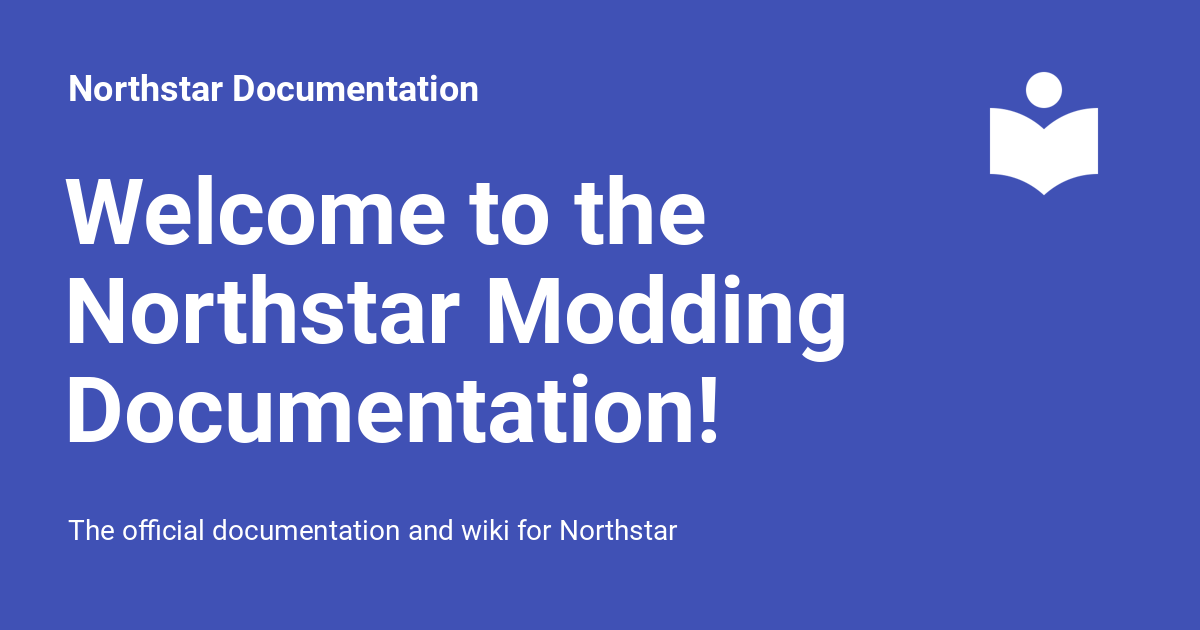 Northstar Documentation
Welcome to the
Northstar Modding
Documentation!
The official documentation and wiki for Northstar